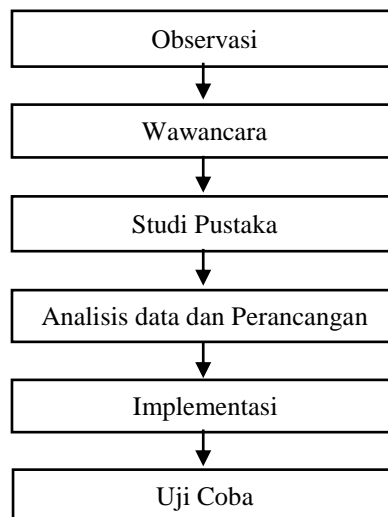 Observasi
Wawancara
Studi Pustaka
Analisis data dan Perancangan
Implementasi
Uji Coba